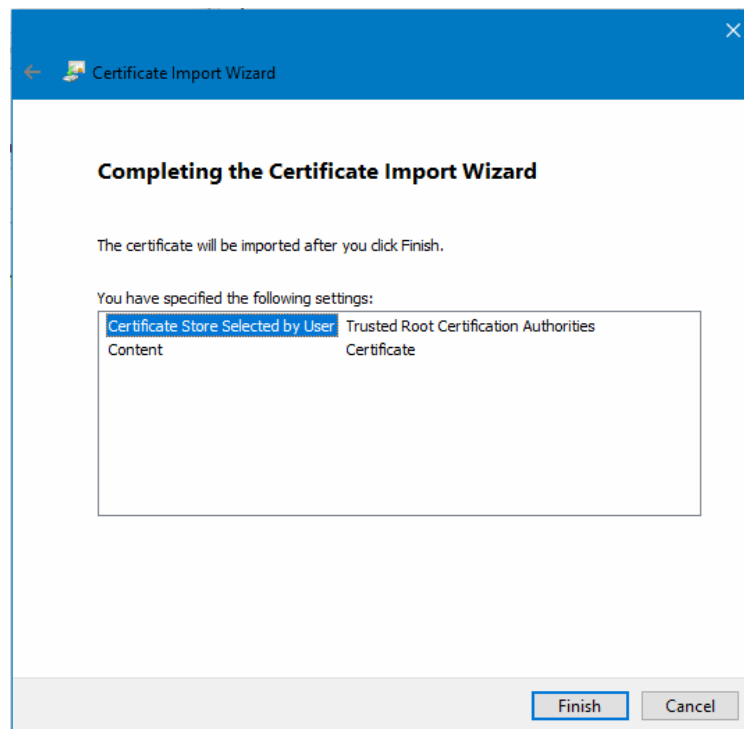 Certificate Import Wizard
Completing the Certificate Import Wizard
The certificate will be imported after you click Finish.
You have specified the following settings:
Certificate Store Selected by User Trusted Root Certification Authorities
Content Certificate
Finish Cancel